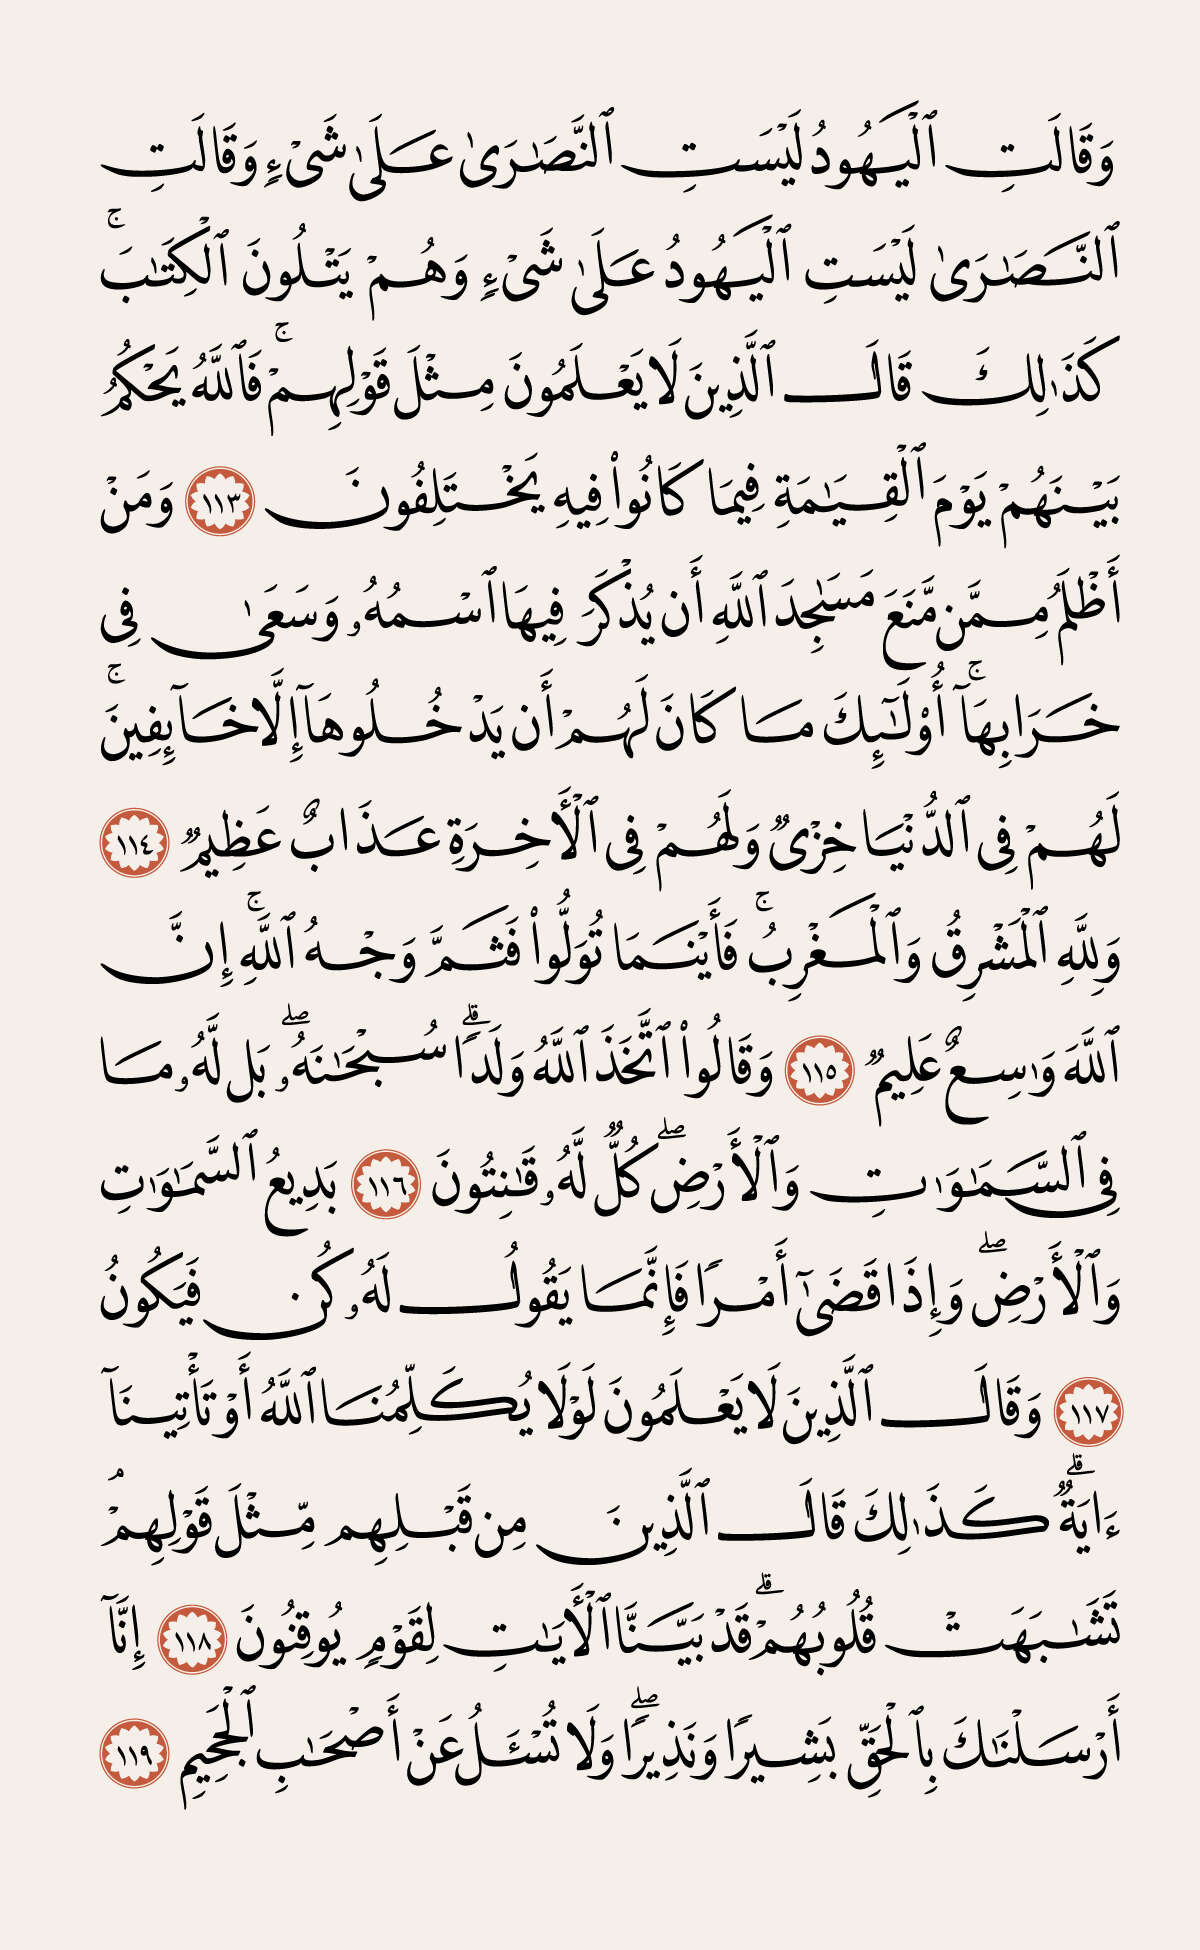 وَقَالَتِ ٱلْيَهُودُ لَيْسَتِ ٱلنَّصَـٰرَىٰ عَلَىٰ شَىْءٍ وَقَالَتِ
ٱلنَّصَـٰرَىٰ لَيْسَتِ ٱلْيَهُودُ عَلَىٰ شَىْءٍ وَهُمْ يَتْلُونَ ٱلْكِتَـٰبَ ۚ
كَذَٰلِكَ قَالَ ٱلَّذِينَ لَا يَعْلَمُونَ مِثْلَ قَوْلِهِمْ ۚ فَٱللَّهُ يَحْكُمُ
بَيْنَهُمْ يَوْمَ ٱلْقِيَـٰمَةِ فِيمَا كَانُوا۟ فِيهِ يَخْتَلِفُونَ ١١٣ وَمَنْ
أَظْلَمُ مِمَّن مَّنَعَ مَسَـٰجِدَ ٱللَّهِ أَن يُذْكَرَ فِيهَا ٱسْمُهُۥ وَسَعَىٰ فِى
خَرَابِهَآ ۚ أُو۟لَـٰٓئِكَ مَا كَانَ لَهُمْ أَن يَدْخُلُوهَآ إِلَّا خَآئِفِينَ ۚ
لَهُمْ فِى ٱلدُّنْيَا خِزْىٌ وَلَهُمْ فِى ٱلْأَخِرَةِ عَذَابٌ عَظِيمٌ ١١٤
وَلِلَّهِ ٱلْمَشْرِقُ وَٱلْمَغْرِبُ ۚ فَأَيْنَمَا تُوَلُّوا۟ فَثَمَّ وَجْهُ ٱللَّهِ ۚ إِنَّ
ٱللَّهَ وَٰسِعٌ عَلِيمٌ ١١٥ وَقَالُوا۟ ٱتَّخَذَ ٱللَّهُ وَلَدًا ۗ سُبْحَـٰنَهُۥ ۖ بَل لَّهُۥ مَا
فِى ٱلسَّمَـٰوَٰتِ وَٱلْأَرْضِ ۖ كُلٌّ لَّهُۥ قَـٰنِتُونَ ١١٦ بَدِيعُ ٱلسَّمَـٰوَٰتِ
وَٱلْأَرْضِ ۖ وَإِذَا قَضَىٰٓ أَمْرًا فَإِنَّمَا يَقُولُ لَهُۥ كُن فَيَكُونُ
١١٧ وَقَالَ ٱلَّذِينَ لَا يَعْلَمُونَ لَوْلَا يُكَلِّمُنَا ٱللَّهُ أَوْ تَأْتِينَآ
ءَايَةٌ ۗ كَذَٰلِكَ قَالَ ٱلَّذِينَ مِن قَبْلِهِم مِّثْلَ قَوْلِهِمْ ۘ
تَشَـٰبَهَتْ قُلُوبُهُمْ ۗ قَدْ بَيَّنَّا ٱلْأَيَـٰتِ لِقَوْمٍ يُوقِنُونَ ١١٨ إِنَّآ
أَرْسَلْنَـٰكَ بِٱلْحَقِّ بَشِيرًا وَنَذِيرًا ۖ وَلَا تُسْـَٔلُ عَنْ أَصْحَـٰبِ ٱلْجَحِيمِ ١١٩